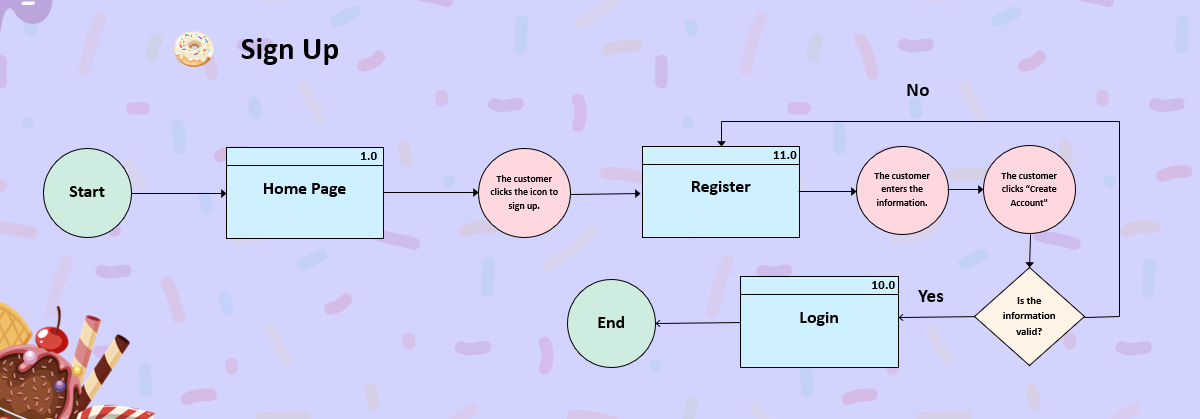 Sign Up
No
Start
1.0
Home Page
The customer
clicks the icon to
sign up.
11.0
Register
The customer
enters the
information.
The customer
clicks “Create
Account"
Is the
information
valid?
Yes
10.0
Login
End